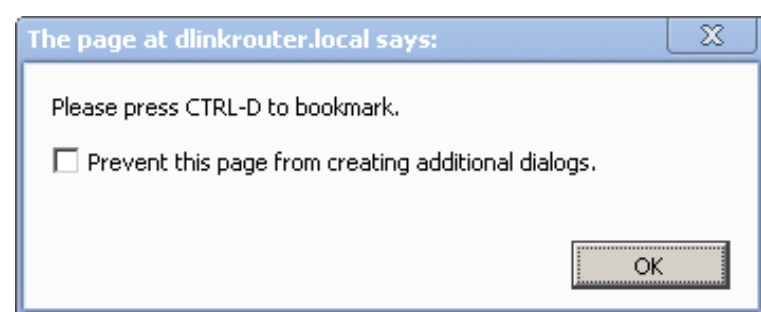 The page at dlinkrouter.local says:
Please press CTRL-D to bookmark.
Prevent this page from creating additional dialogs.
OK